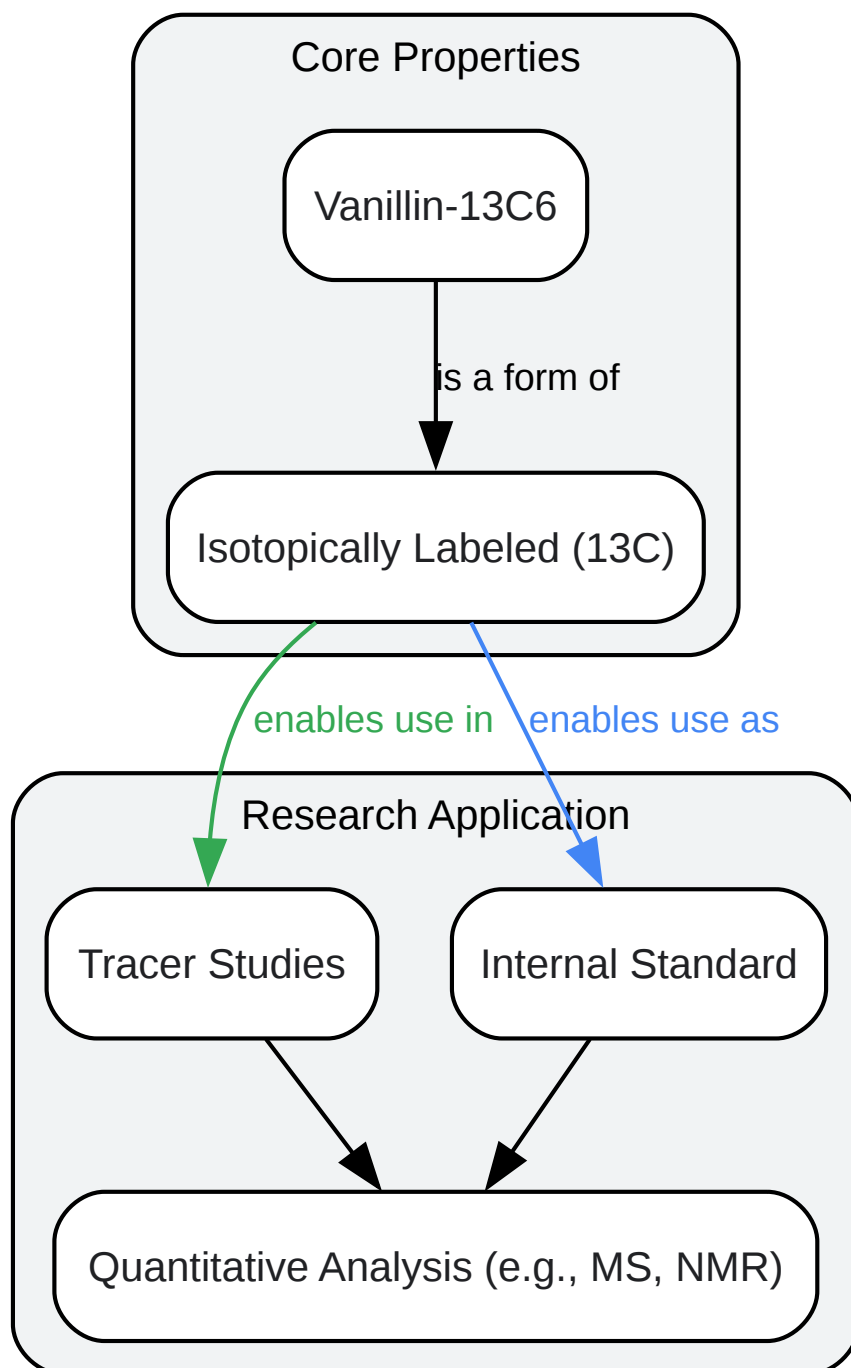 Core Properties
Vanillin-13C6
is a form of
Isotopically Labeled (13C)
enables use in
enables use as
Research Application
Tracer Studies
Internal Standard
Quantitative Analysis (e.g., MS, NMR)